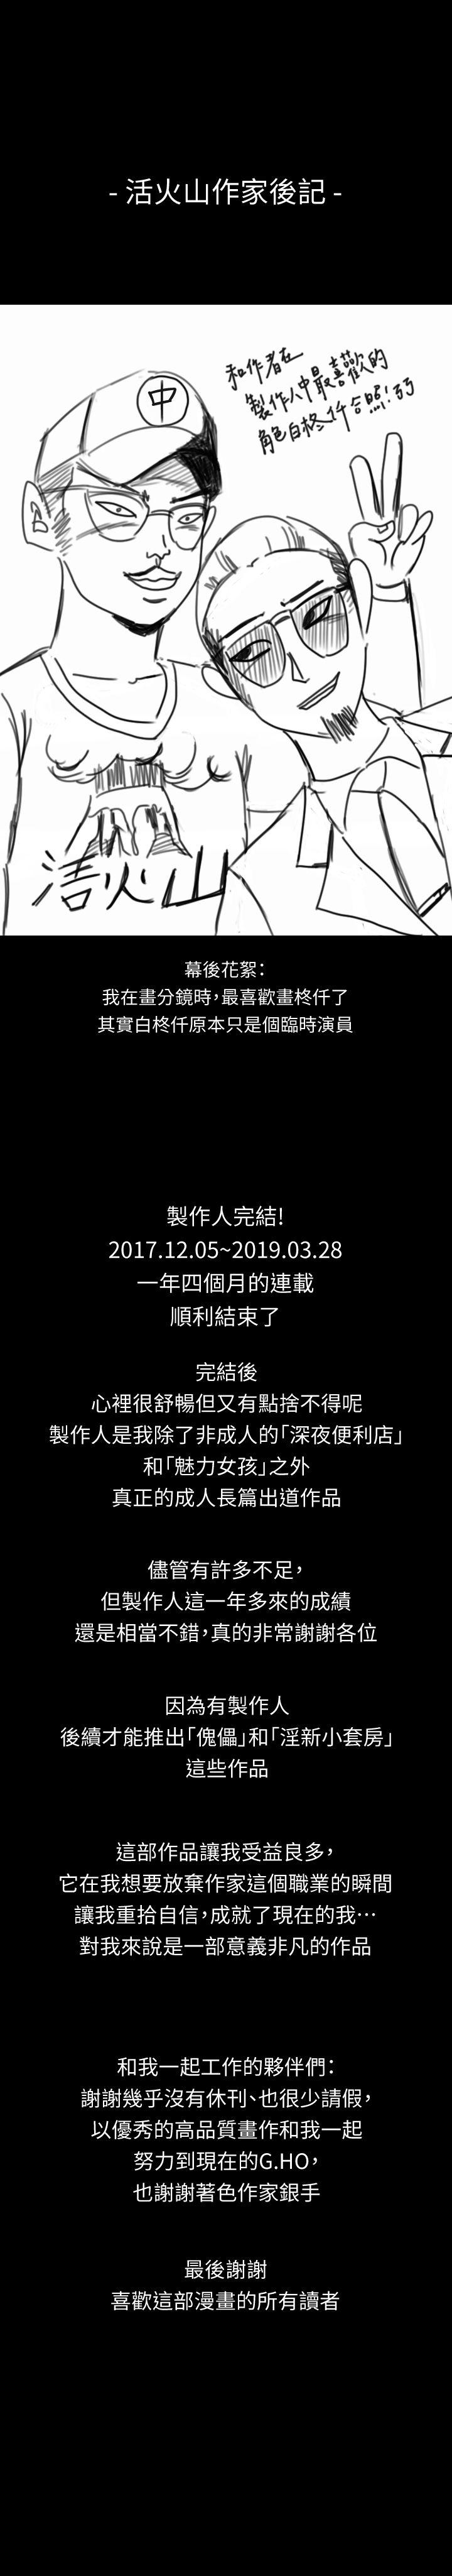 - 活火山作家後記 -
和作者在
製作人中最喜歡的
角色白柊仟合照!ㄎㄎ
中
活火山
幕後花絮：
我在畫分鏡時，最喜歡畫柊仟了
其實白柊仟原本只是個臨時演員
製作人完結!
2017.12.05~2019.03.28
一年四個月的連載
順利結束了
完結後
心裡很舒暢但又有點捨不得呢
製作人是我除了非成人的「深夜便利店」
和「魅力女孩」之外
真正的成人長篇出道作品
儘管有許多不足，
但製作人這一年多來的成績
還是相當不錯，真的非常謝謝各位
因為有製作人
後續才能推出「傀儡」和「淫新小套房」
這些作品
這部作品讓我受益良多，
它在我想要放棄作家這個職業的瞬間
讓我重拾自信，成就了現在的我⋯
對我來說是一部意義非凡的作品
和我一起工作的夥伴們：
謝謝幾乎沒有休刊、也很少請假，
以優秀的高品質畫作和我一起
努力到現在的G.HO，
也謝謝著色作家銀手
最後謝謝
喜歡這部漫畫的所有讀者